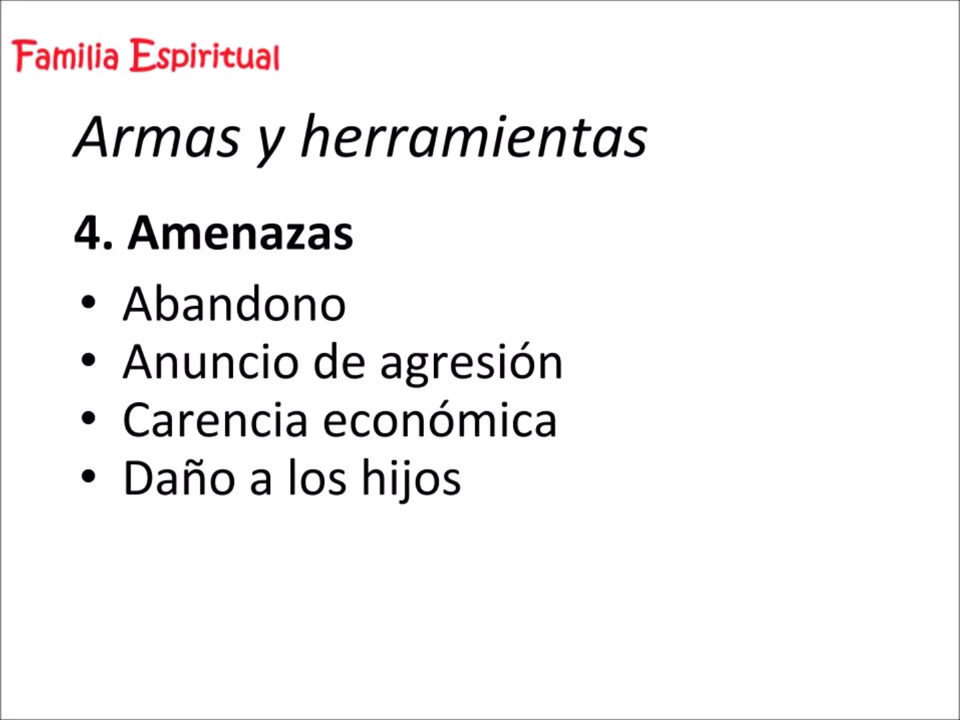 Familia Espiritual
Armas y herramientas
4. Amenazas
• Abandono
• Anuncio de agresión
• Carencia económica
• Daño a los hijos